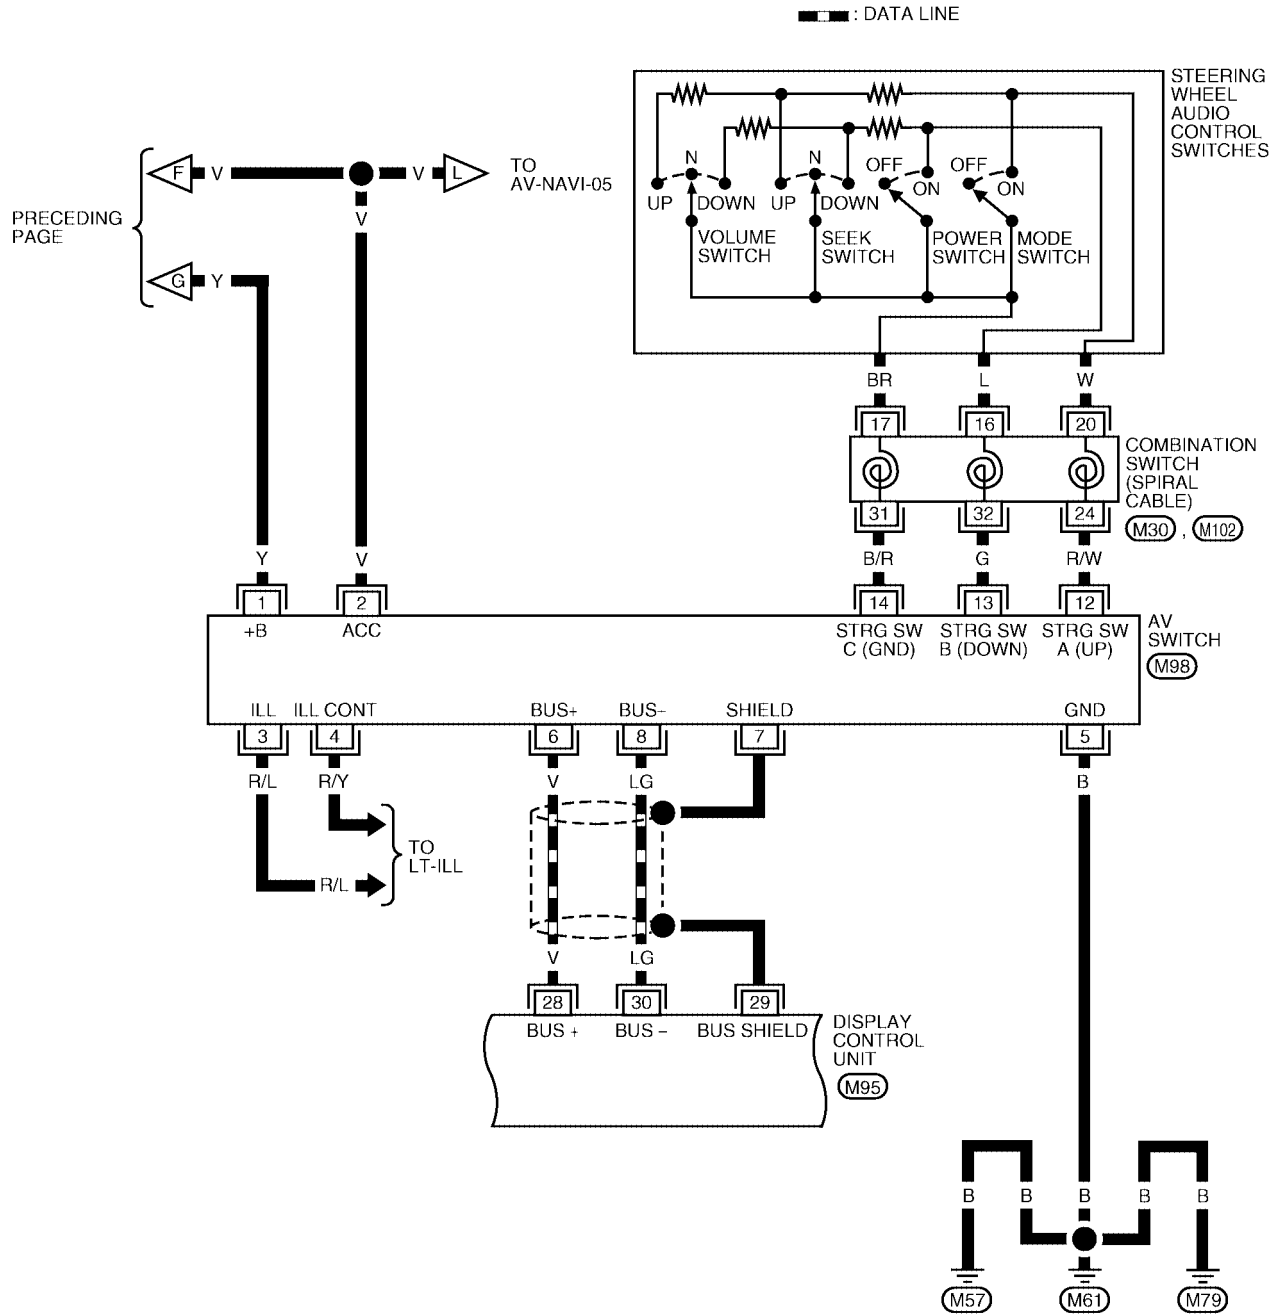 : DATA LINE
STEERING
WHEEL
AUDIO
CONTROL
SWITCHES
F V V L
TO
AV-NAVI-05
PRECEDING
PAGE
V
G Y
N N OFF OFF
UP DOWN UP DOWN ON ON
VOLUME
SWITCH
SEEK
SWITCH
POWER
SWITCH
MODE
SWITCH
BR L W
17 16 20
COMBINATION
SWITCH
(SPIRAL
CABLE)
M30 , M102
31 32 24
Y V B/R G R/W
1 2 14 13 12
+B ACC
STRG SW
C (GND)
STRG SW
B (DOWN)
STRG SW
A (UP)
AV
SWITCH
M98
ILL ILL CONT BUS+ BUS- SHIELD GND
3 4 6 8 7 5
R/L R/Y V LG B
TO
LT-ILL
R/L
V LG
28 30 29
BUS + BUS – BUS SHIELD
DISPLAY
CONTROL
UNIT
M95
B B B B B
M57 M61 M79